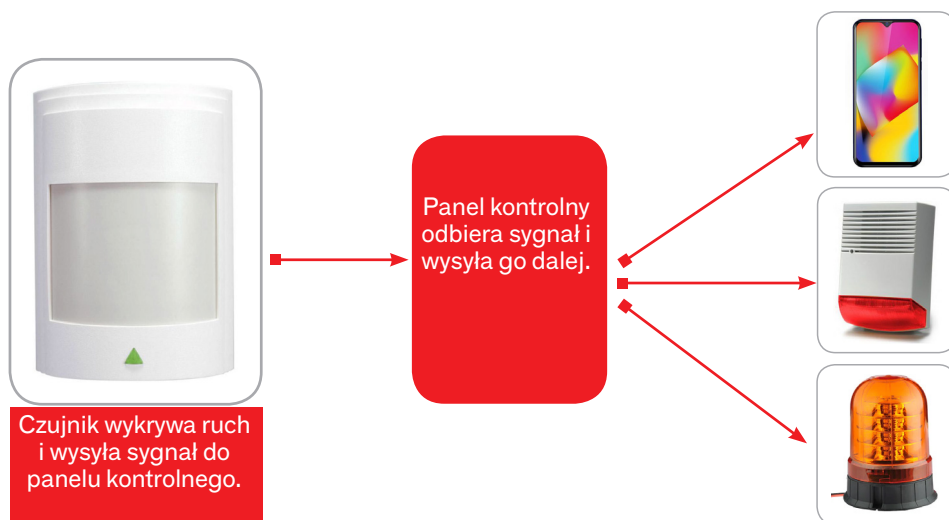 Panel kontrolny
odbiera sygnał i
wysyła go dalej.
Czujnik wykrywa ruch
i wysyła sygnał do
panelu kontrolnego.